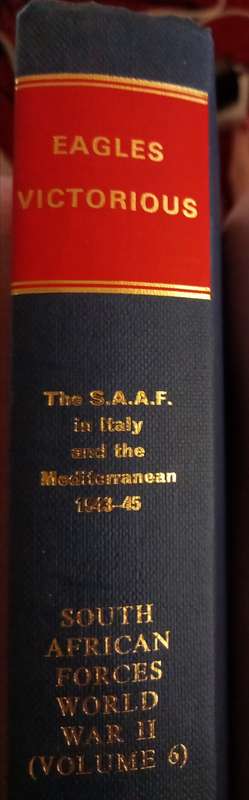 EAGLES
VICTORIOUS
The S.A.A.F.
in Italy
and the
Mediterranean
1943–45
SOUTH
AFRICAN
FORCES
WORLD
WAR II
(VOLUME 6)